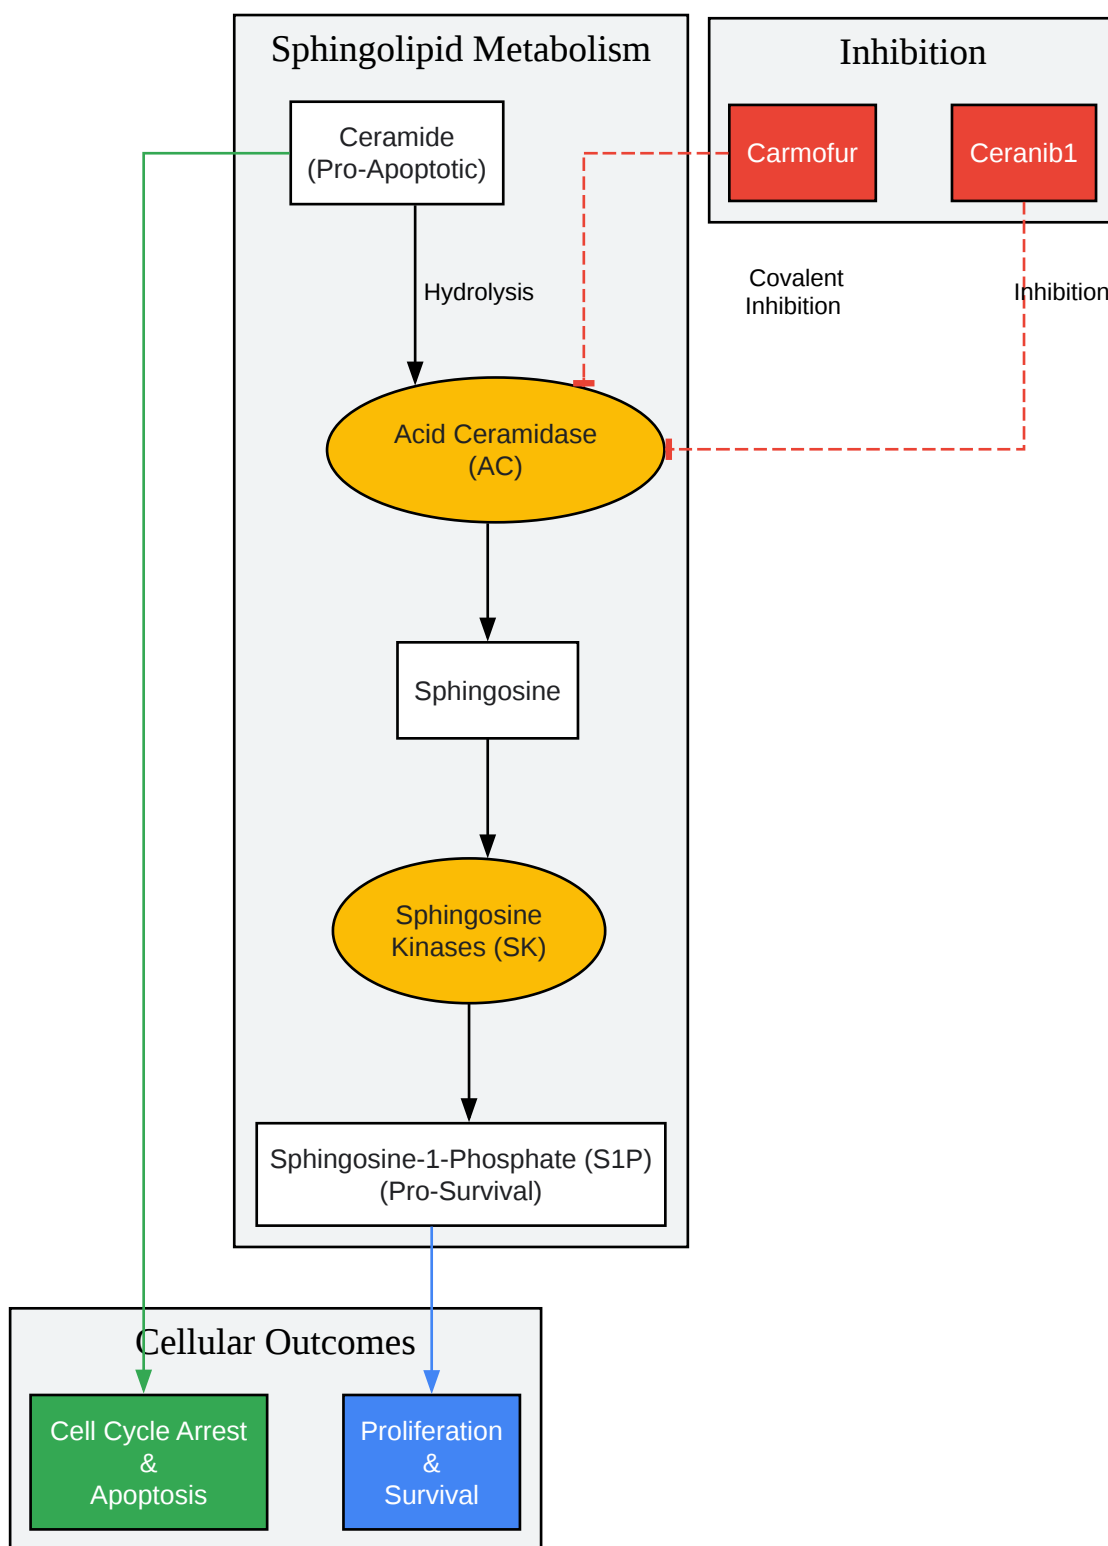 Sphingolipid Metabolism
Inhibition
Ceramide
(Pro-Apoptotic)
Carmofur
Ceranib1
Hydrolysis
Covalent
Inhibition
Inhibition
Acid Ceramidase
(AC)
Sphingosine
Sphingosine
Kinases (SK)
Sphingosine-1-Phosphate (S1P)
(Pro-Survival)
Cellular Outcomes
Cell Cycle Arrest
&
Apoptosis
Proliferation
&
Survival